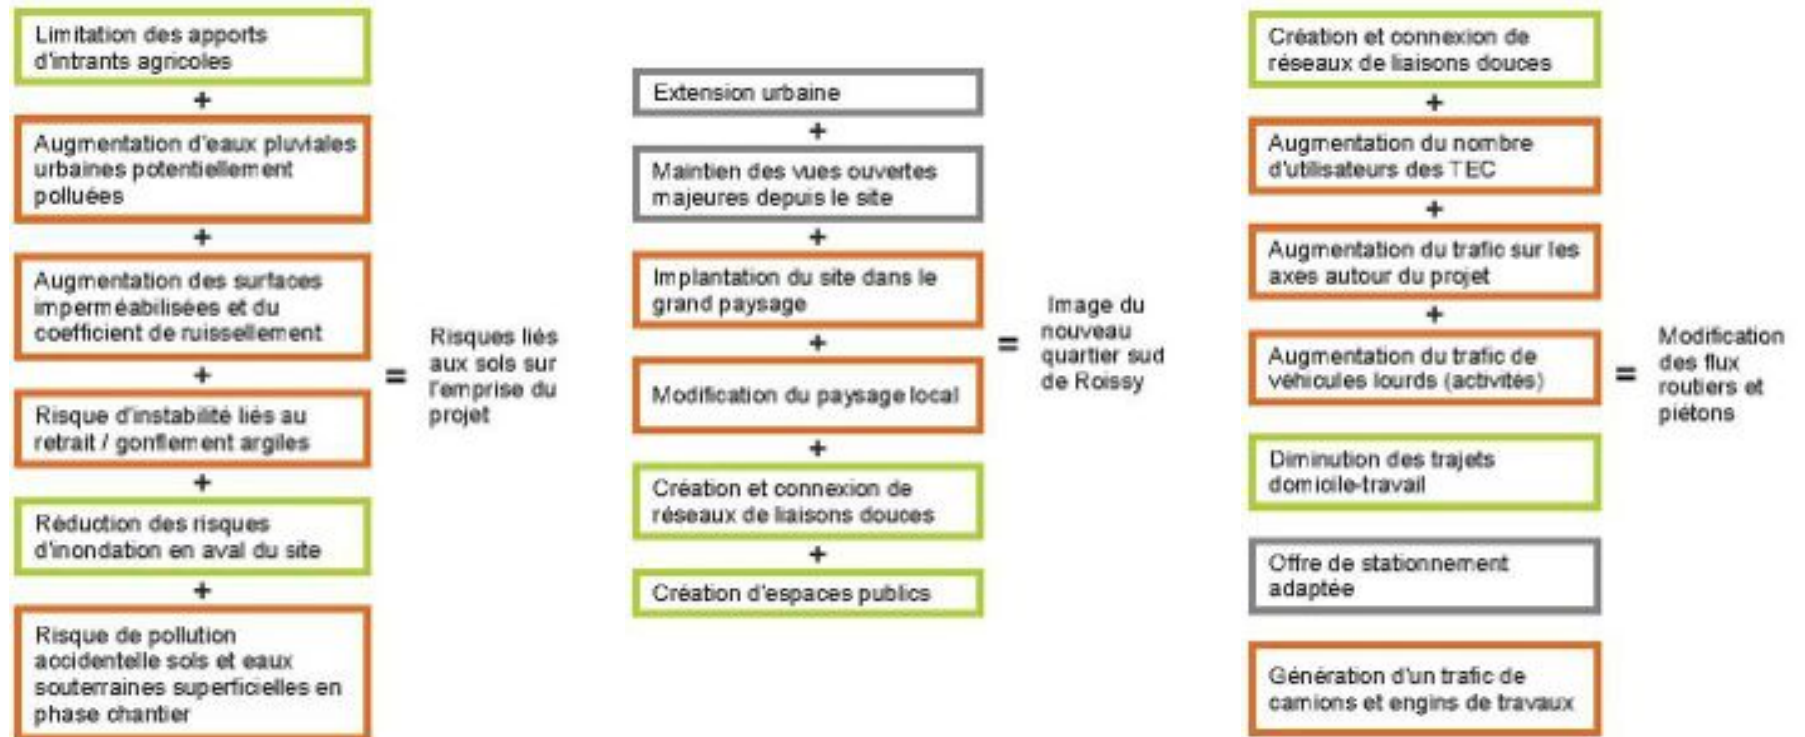 Limitation des apports
d'intrants agricoles
+
Augmentation d'eaux pluviales
urbaines potentiellement
polluées
+
Augmentation des surfaces
imperméabilisées et du
coefficient de ruissellement
+
Risque d'instabilité liés au
retrait / gonflement argiles
+
Réduction des risques
d'inondation en aval du site
+
Risque de pollution
accidentelle sols et eaux
souterraines superficielles en
phase chantier
=
Risques liés
aux sols sur
l'emprise du
projet
Extension urbaine
+
Maintien des vues ouvertes
majeures depuis le site
+
Implantation du site dans le
grand paysage
+
Modification du paysage local
+
Création et connexion de
réseaux de liaisons douces
+
Création d'espaces publics
=
Image du
nouveau
quartier sud
de Roissy
Création et connexion de
réseaux de liaisons douces
+
Augmentation du nombre
d'utilisateurs des TEC
+
Augmentation du trafic sur les
axes autour du projet
+
Augmentation du trafic de
véhicules lourds (activités)
Diminution des trajets
domicile-travail
Offre de stationnement
adaptée
Génération d'un trafic de
camions et engins de travaux
=
Modification
des flux
routiers et
piétons